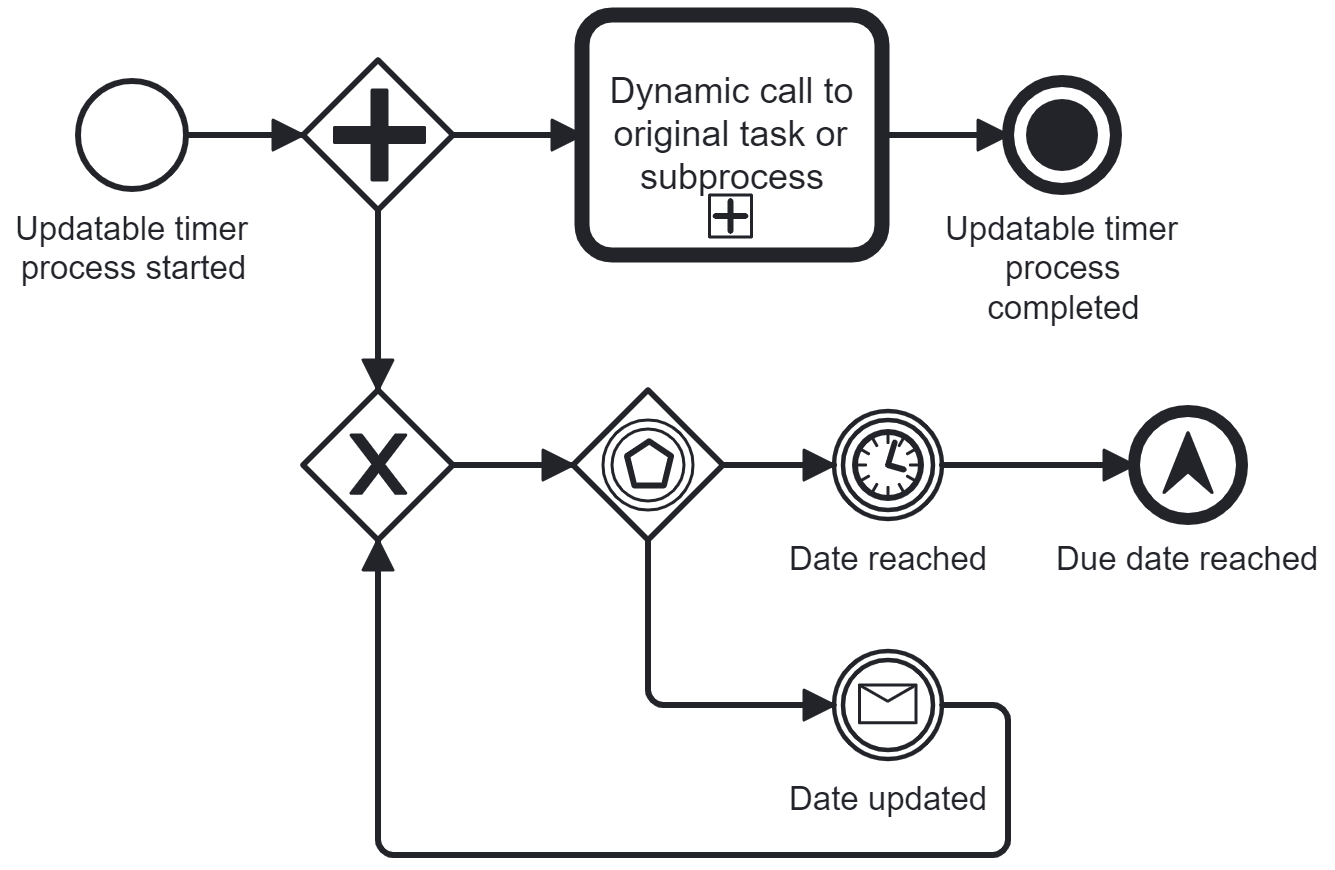 Dynamic call to
original task or
subprocess
Updatable timer
process started
Updatable timer
process
completed
Date reached
Due date reached
Date updated